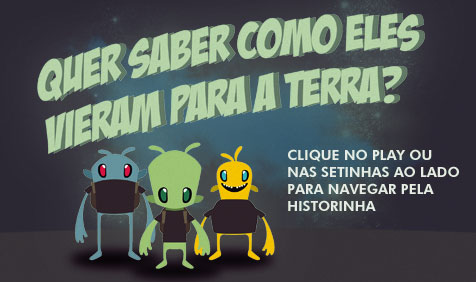 QUER SABER COMO ELES
VIERAM PARA A TERRA?
CLIQUE NO PLAY OU
NAS SETINHAS AO LADO
PARA NAVEGAR PELA
HISTORINHA